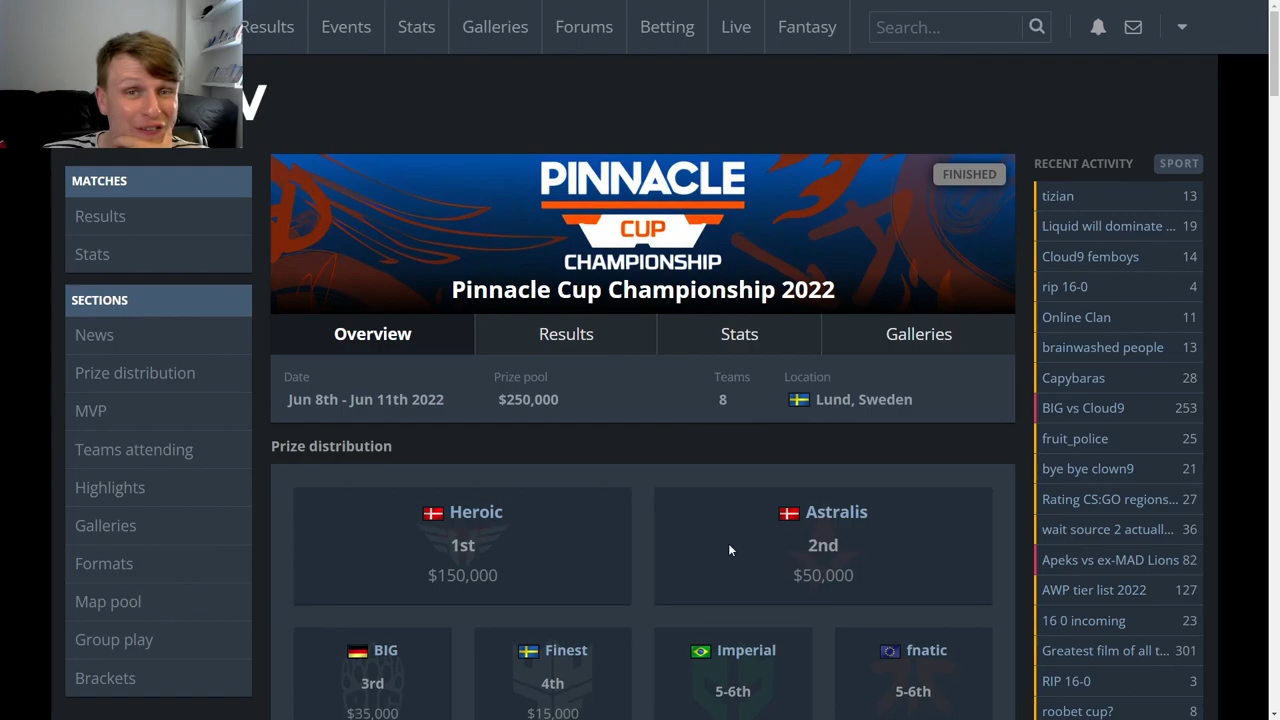 Results
Events
Stats
Galleries
Forums
Betting
Live
Fantasy
Search...
V
MATCHES
Results
Stats
SECTIONS
News
Prize distribution
MVP
Teams attending
Highlights
Galleries
Formats
Map pool
Group play
Brackets
PINNACLE
CUP
CHAMPIONSHIP
FINISHED
Pinnacle Cup Championship 2022
Overview
Results
Stats
Galleries
Date
Prize pool
Teams
Location
Jun 8th - Jun 11th 2022
$250,000
8
Lund, Sweden
Prize distribution
Heroic
1st
$150,000
Astralis
2nd
$50,000
BIG
3rd
$35,000
Finest
4th
$15,000
Imperial
5-6th
fnatic
5-6th
RECENT ACTIVITY SPORT
tizian 13
Liquid will dominate ... 19
Cloud9 femboys 14
rip 16-0 4
Online Clan 11
brainwashed people 13
Capybaras 28
BIG vs Cloud9 253
fruit_police 25
bye bye clown9 21
Rating CS:GO regions... 27
wait source 2 actuall... 36
Apeks vs ex-MAD Lions 82
AWP tier list 2022 127
16 0 incoming 23
Greatest film of all t... 301
RIP 16-0 3
roobet cup? 8